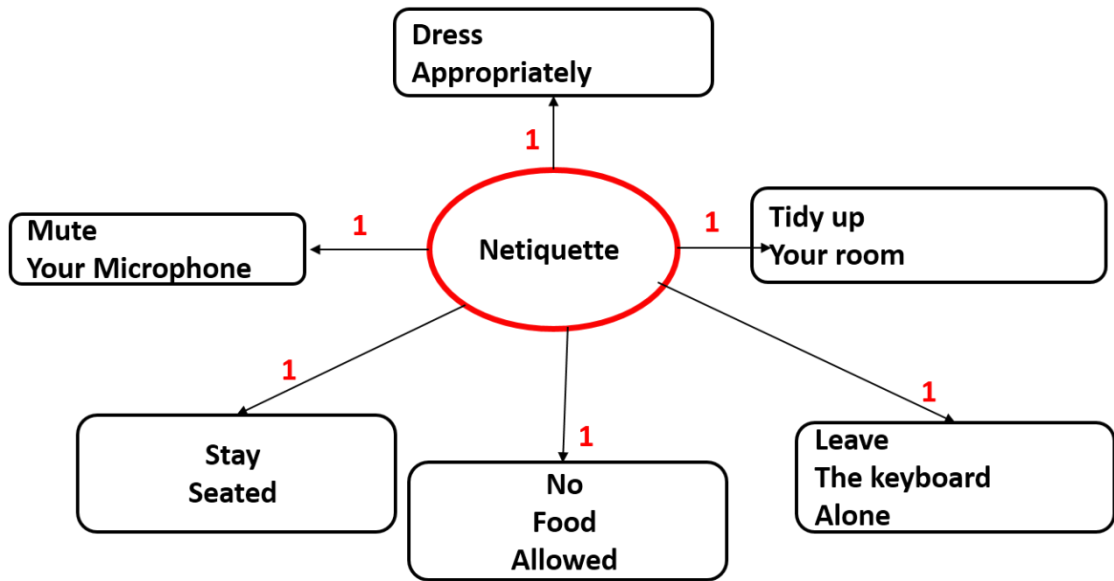 Dress
Appropriately
1
Mute
Your Microphone
1
Netiquette
1
Tidy up
Your room
1
Stay
Seated
1
No
Food
Allowed
1
Leave
The keyboard
Alone